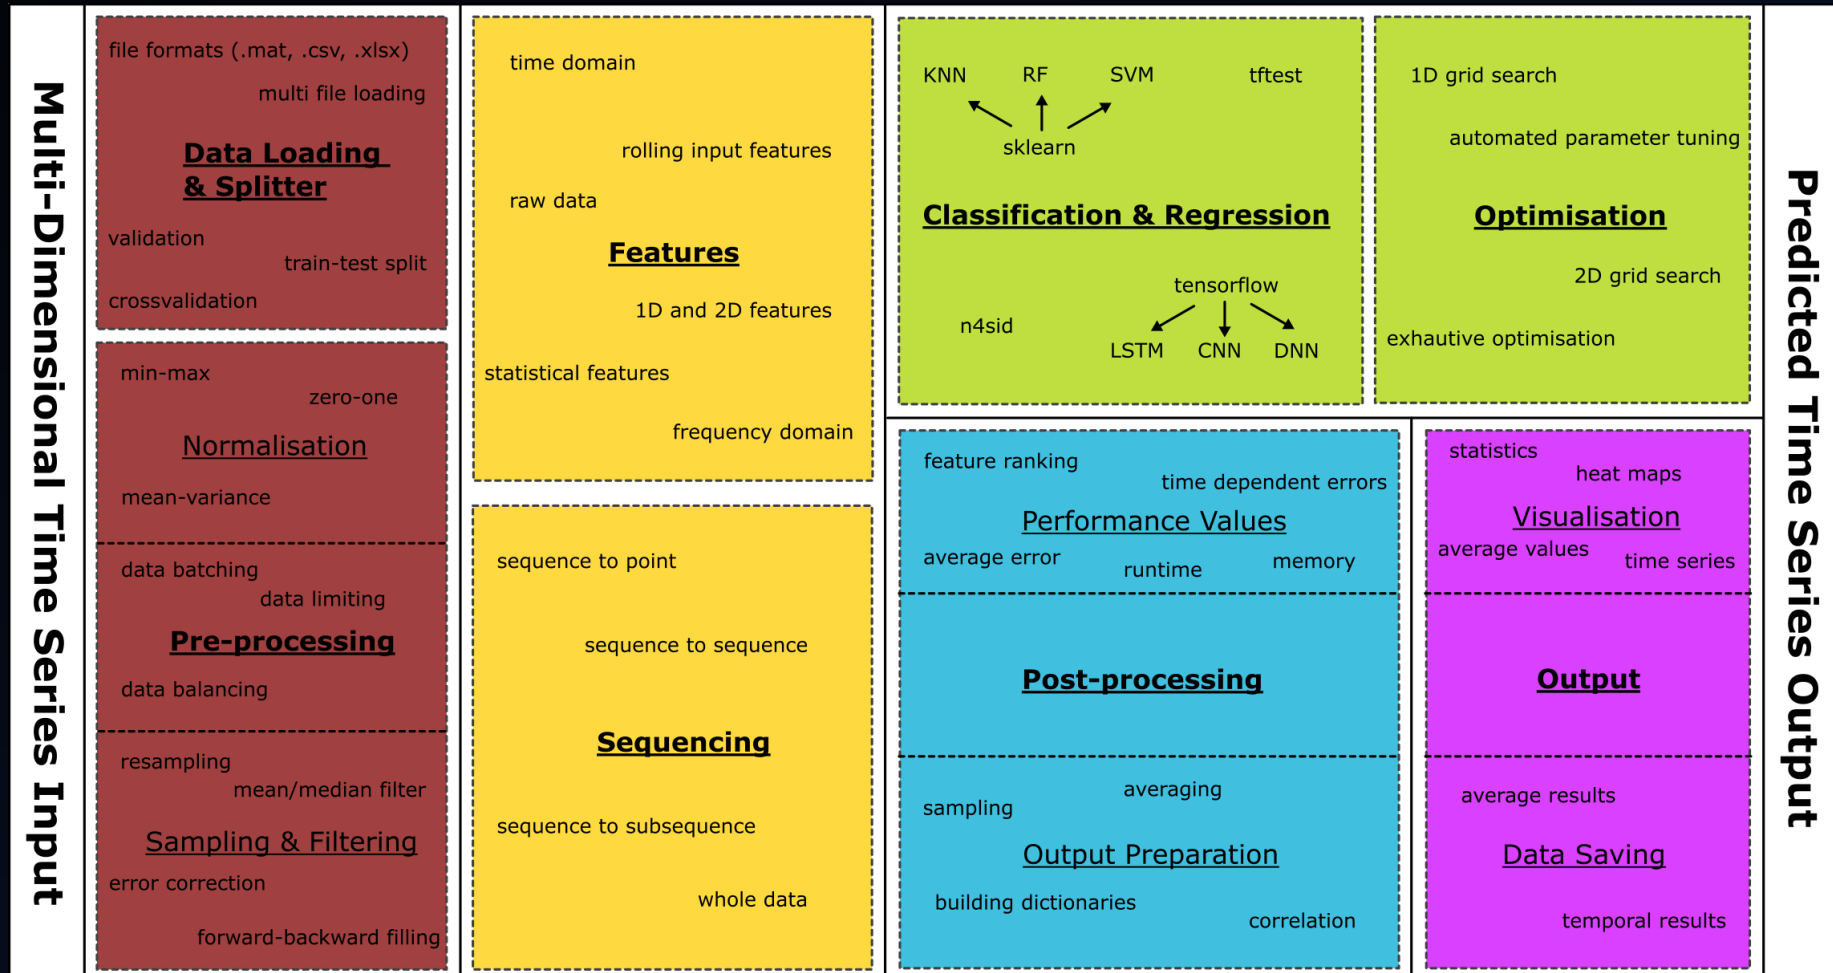 Multi-Dimensional Time Series Input
file formats (.mat, .csv, .xlsx)
multi file loading
Data Loading
& Splitter
validation
train-test split
crossvalidation
min-max
zero-one
Normalisation
mean-variance
data batching
data limiting
Pre-processing
data balancing
resampling
mean/median filter
Sampling & Filtering
error correction
forward-backward filling
time domain
rolling input features
raw data
Features
1D and 2D features
statistical features
frequency domain
sequence to point
sequence to sequence
Sequencing
sequence to subsequence
whole data
KNN RF SVM tftest
sklearn
Classification & Regression
tensorflow
n4sid
LSTM CNN DNN
1D grid search
automated parameter tuning
Optimisation
2D grid search
exhautive optimisation
feature ranking
time dependent errors
Performance Values
average error
runtime
memory
Post-processing
averaging
sampling
Output Preparation
building dictionaries
correlation
statistics
heat maps
Visualisation
average values
time series
Output
average results
Data Saving
temporal results
Predicted Time Series Output